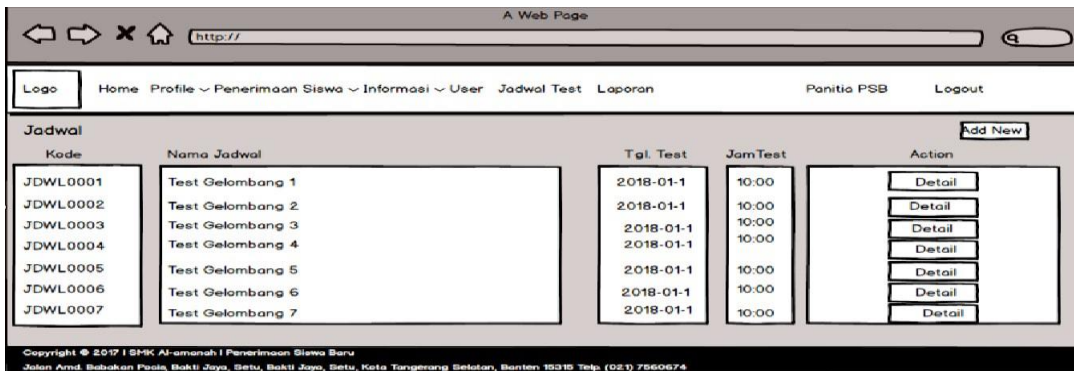 A Web Page
http://
Logo Home Profile Penerimaan Siswa Informasi User Jadwal Test Laporan Panitia PSB Logout
Jadwal Add New
Kode Nama Jadwal Tgl. Test JamTest Action
JDWL0001 Test Gelombang 1 2018-01-1 10:00 Detail
JDWL0002 Test Gelombang 2 2018-01-1 10:00 Detail
JDWL0003 Test Gelombang 3 2018-01-1 10:00 Detail
JDWL0004 Test Gelombang 4 2018-01-1 10:00 Detail
JDWL0005 Test Gelombang 5 2018-01-1 10:00 Detail
JDWL0006 Test Gelombang 6 2018-01-1 10:00 Detail
JDWL0007 Test Gelombang 7 2018-01-1 10:00 Detail
Copyright © 2017 | SMK Al-amanah | Penerimaan Siswa Baru
Jalan Amd. Babakan Pocis, Bakti Jaya, Setu, Bakti Jaya, Setu, Kota Tangerang Selatan, Banten 15315 Telp. (021) 7560674